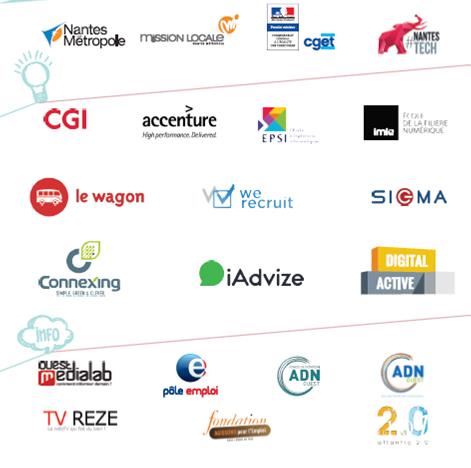 Nantes
Métropole
MISSION LOCALE
cget
NANTES
#TECH
CGI
accenture
High performance. Delivered.
EPSI
imie
ÉCOLE
DE LA FILIÈRE
NUMÉRIQUE
le wagon
we
recruit
SIGMA
Connexing
SIMPLE, GREEN & CLEVER
iAdvize
DIGITAL
ACTIVE
INFO
ouest
medialab
pôle emploi
ADN
OUEST
ADN
OUEST
TV REZE
fondation
pour l'Emploi
2.0
atlantic 2.0